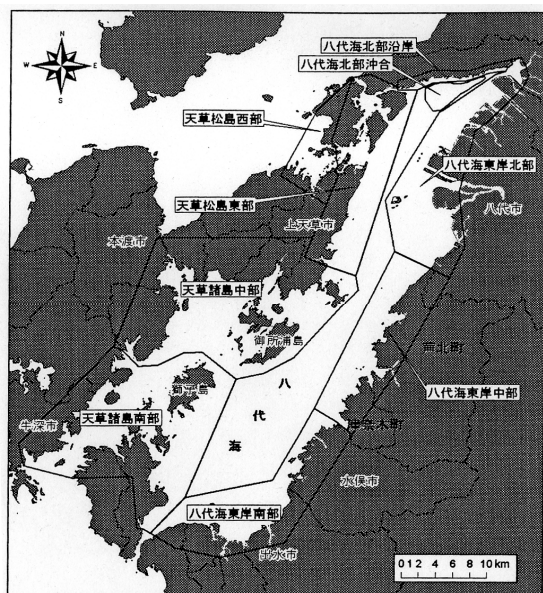 N
W
E
S
八代海北部沿岸
八代海北部沖合
天草松島西部
八代海東岸北部
八代市
天草松島東部
上天草市
本渡市
天草諸島中部
御所浦島
芦北町
獅子島
八代海東岸中部
天草諸島南部
八代海
牛深市
津奈木町
水俣市
八代海東岸南部
出水市
0 1 2 4 6 8 10 km